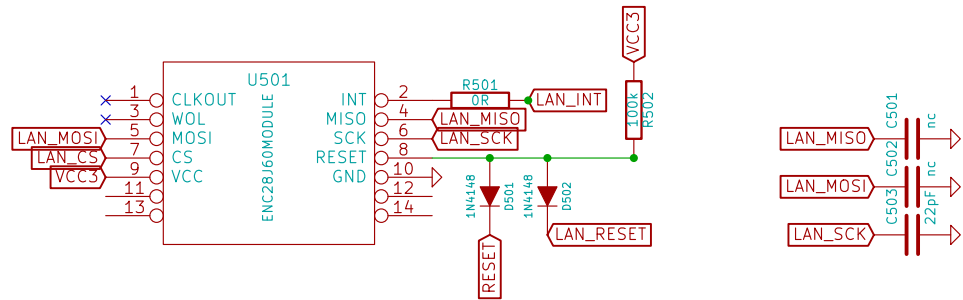 U501
ENC28J60MODULE
1 CLKOUT
3 WOL
LAN_MOSI 5 MOSI
LAN_CS 7 CS
VCC3 9 VCC
11
13
INT 2
MISO 4 LAN_MISO
SCK 6 LAN_SCK
RESET 8
GND 10
12
14
R501
0R
LAN_INT
VCC3
100k
R502
1N4148
D501
RESET
1N4148
D502
LAN_RESET
LAN_MISO
C501
nc
LAN_MOSI
C502
nc
LAN_SCK
C503
22pF